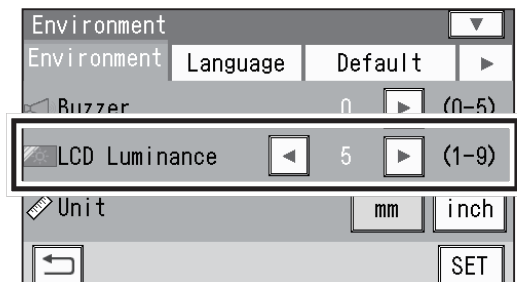 Environment
Environment Language Default
Buzzer 0 (0-5)
LCD Luminance 5 (1-9)
Unit mm inch
SET